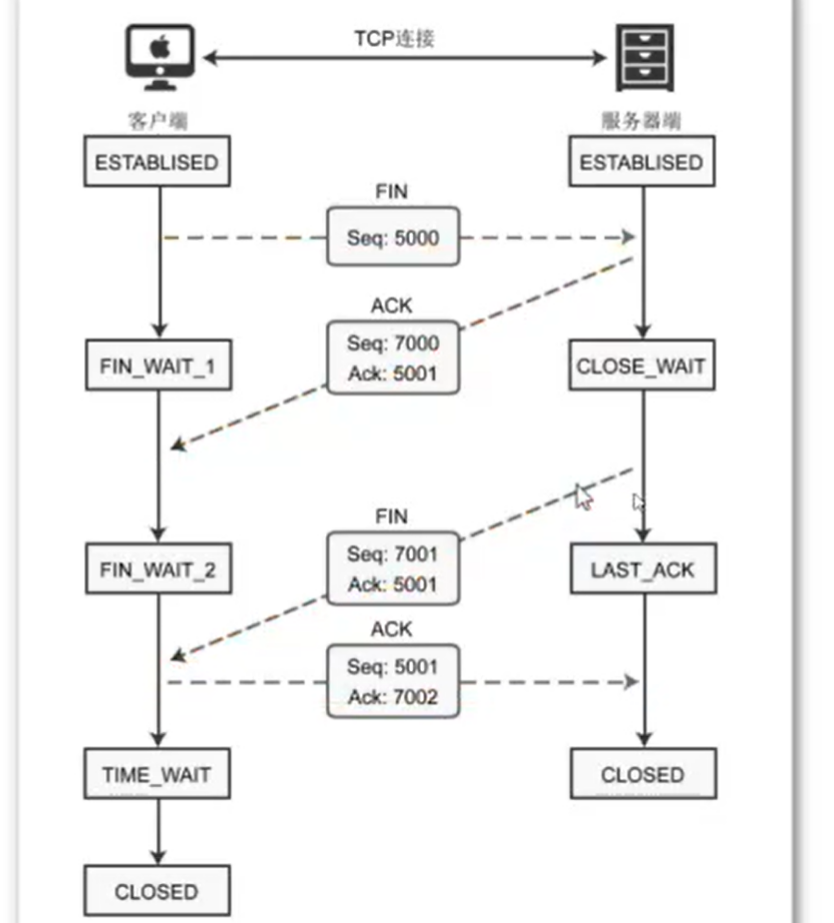 TCP连接
客户端
服务器端
ESTABLISED
ESTABLISED
FIN
Seq: 5000
ACK
Seq: 7000
Ack: 5001
FIN_WAIT_1
CLOSE_WAIT
FIN
Seq: 7001
Ack: 5001
FIN_WAIT_2
LAST_ACK
ACK
Seq: 5001
Ack: 7002
TIME_WAIT
CLOSED
CLOSED